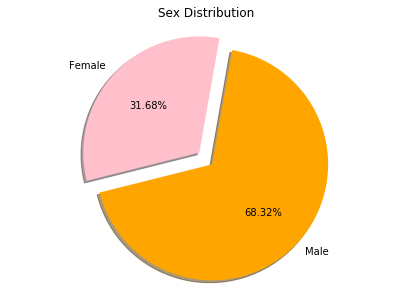 Sex Distribution
Female
31.68%
68.32%
Male